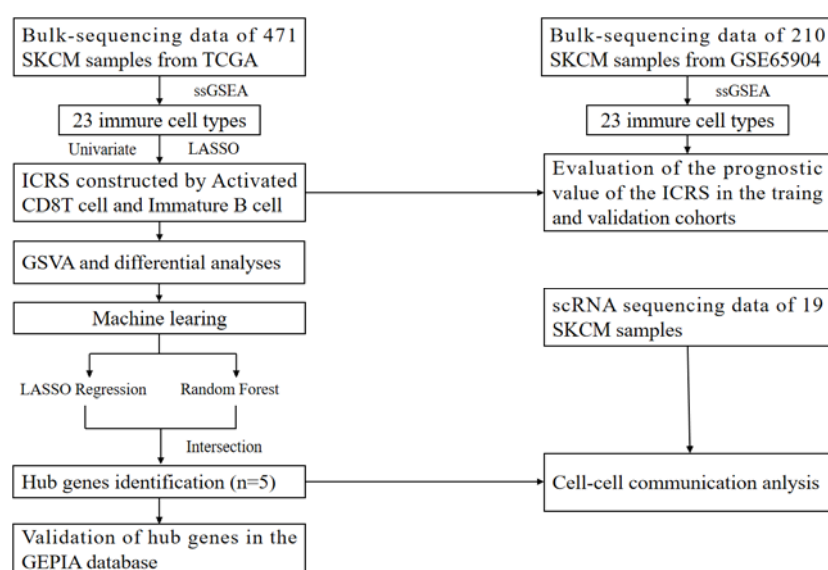 Bulk-sequencing data of 471
SKCM samples from TCGA
ssGSEA
23 immure cell types
Univariate
LASSO
ICRS constructed by Activated
CD8T cell and Immature B cell
GSVA and differential analyses
Machine learing
LASSO Regression
Random Forest
Intersection
Hub genes identification (n=5)
Validation of hub genes in the
GEPIA database
Bulk-sequencing data of 210
SKCM samples from GSE65904
ssGSEA
23 immure cell types
Evaluation of the prognostic
value of the ICRS in the traing
and validation cohorts
scRNA sequencing data of 19
SKCM samples
Cell-cell communication anlysis